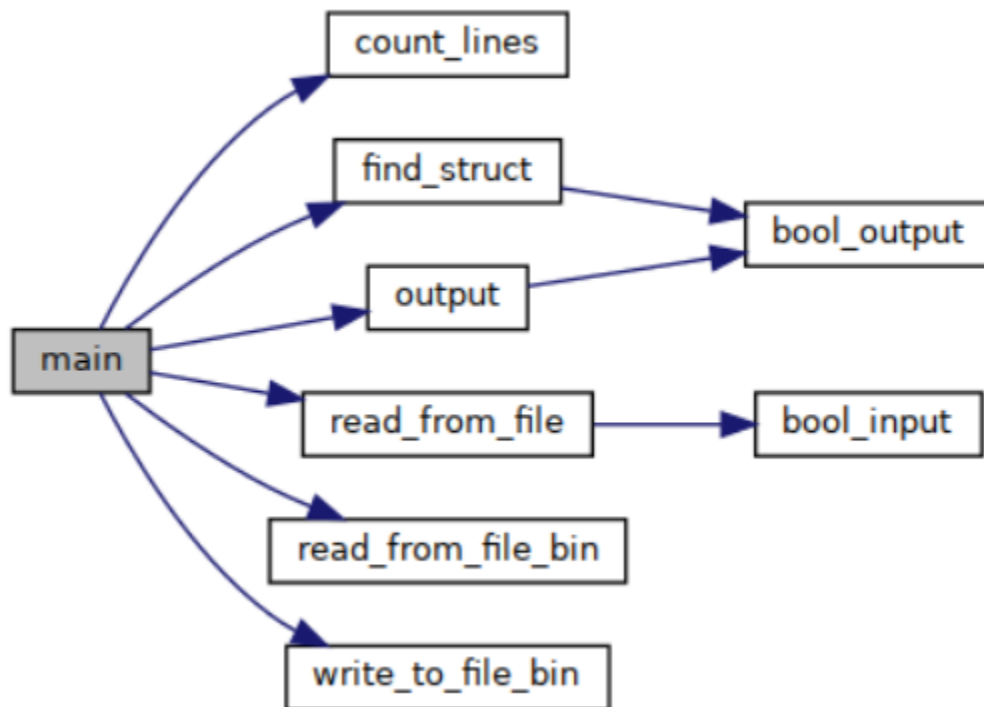 count_lines
find_struct
bool_output
output
main
read_from_file
bool_input
read_from_file_bin
write_to_file_bin